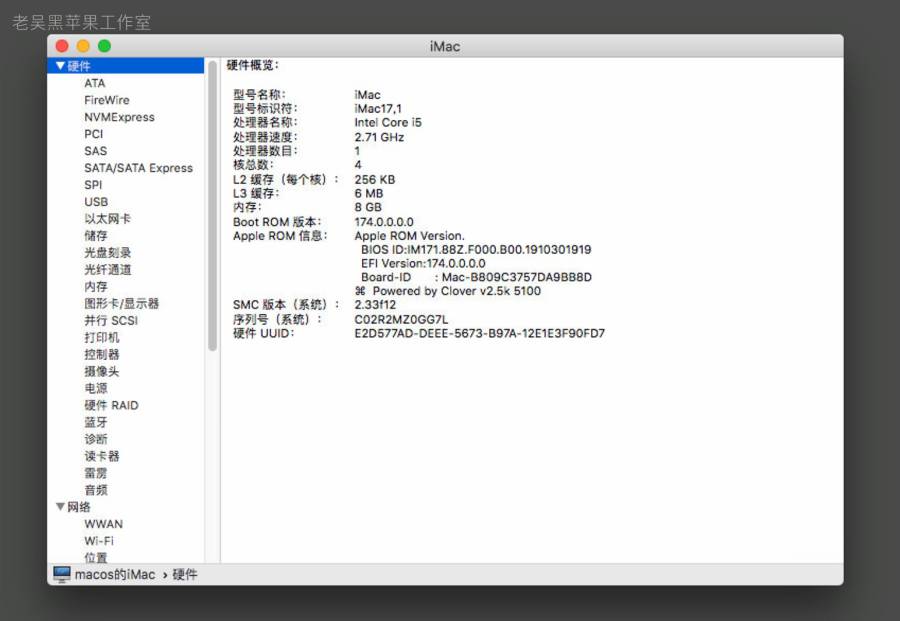 老吴黑苹果工作室
iMac
硬件
ATA
FireWire
NVMExpress
PCI
SAS
SATA/SATA Express
SPI
USB
以太网卡
储存
光盘刻录
光纤通道
内存
图形卡/显示器
并行 SCSI
打印机
控制器
摄像头
电源
硬件 RAID
蓝牙
诊断
读卡器
雷雳
音频
网络
WWAN
Wi-Fi
位置
硬件概览：
型号名称： iMac
型号标识符： iMac17,1
处理器名称： Intel Core i5
处理器速度： 2.71 GHz
处理器数目： 1
核总数： 4
L2 缓存（每个核）： 256 KB
L3 缓存： 6 MB
内存： 8 GB
Boot ROM 版本： 174.0.0.0.0
Apple ROM 信息： Apple ROM Version.
BIOS ID:IM171.88Z.F000.B00.1910301919
EFI Version:174.0.0.0.0
Board-ID : Mac-B809C3757DA9BB8D
⌘ Powered by Clover v2.5k 5100
SMC 版本（系统）： 2.33f12
序列号（系统）： C02R2MZ0GG7L
硬件 UUID： E2D577AD-DEEE-5673-B97A-12E1E3F90FD7
macos的iMac › 硬件